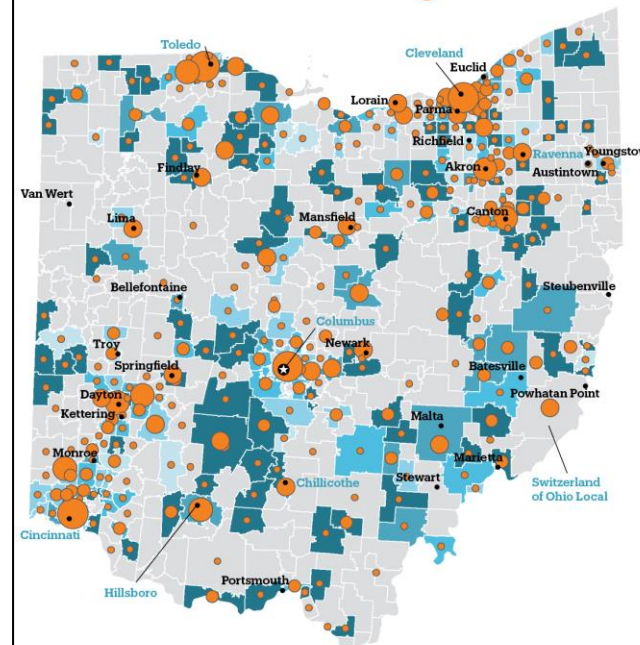 Toledo
Cleveland
Euclid
Lorain
Parma
Richfield
Ravenna
Youngstow
Findlay
Akron
Austintown
Van Wert
Lima
Mansfield
Canton
Bellefontaine
Steubenville
Columbus
Troy
Newark
Springfield
Batesville
Dayton
Powhatan Point
Kettering
Malta
Monroe
Marietta
Chillicothe
Stewart
Switzerland
of Ohio Local
Cincinnati
Hillsboro
Portsmouth